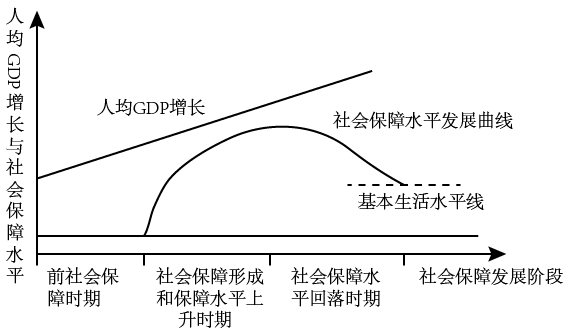 人均GDP增长与社会保障水平
人均GDP增长
社会保障水平发展曲线
基本生活水平线
前社会保
障时期
社会保障形成
和保障水平上
升时期
社会保障水
平回落时期
社会保障发展阶段